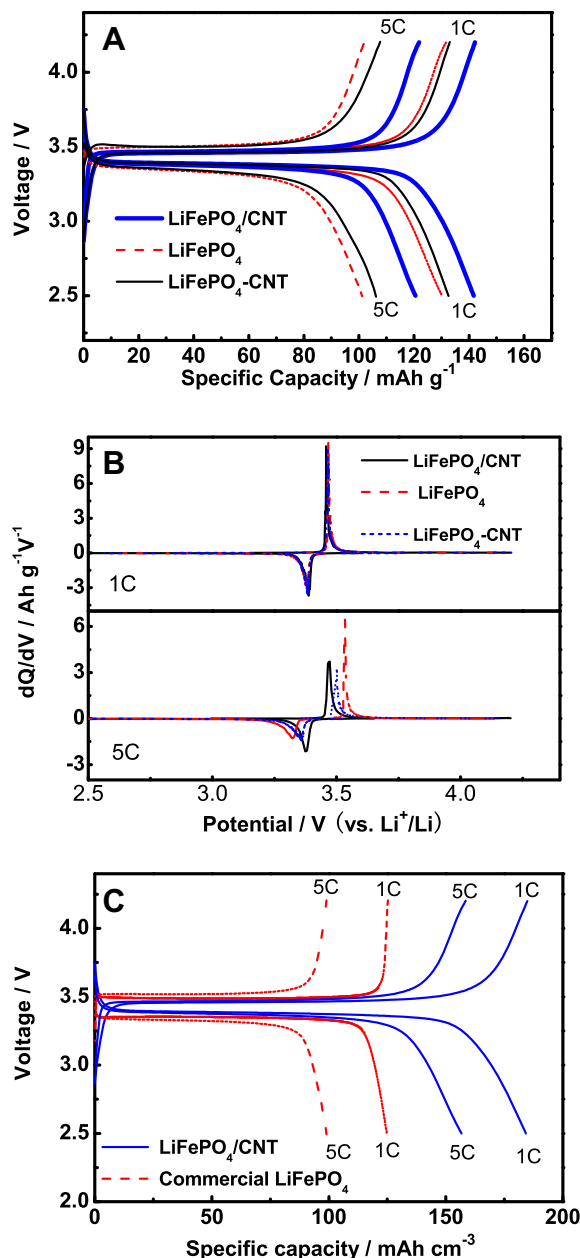 A
5C 1C
4.0
3.5
3.0
2.5
Voltage / V
LiFePO₄/CNT
LiFePO₄
LiFePO₄-CNT
5C 1C
0 20 40 60 80 100 120 140 160
Specific Capacity / mAh g⁻¹
B
9
6
3
0
-3
LiFePO₄/CNT
LiFePO₄
LiFePO₄-CNT
1C
dQ/dV / Ah g⁻¹V⁻¹
6
3
0
-3
5C
2.5 3.0 3.5 4.0
Potential / V（vs. Li⁺/Li）
C
5C 1C 5C 1C
4.0
3.5
3.0
2.5
2.0
Voltage / V
5C 1C 5C 1C
LiFePO₄/CNT
Commercial LiFePO₄
0 50 100 150 200
Specific capacity / mAh cm⁻³